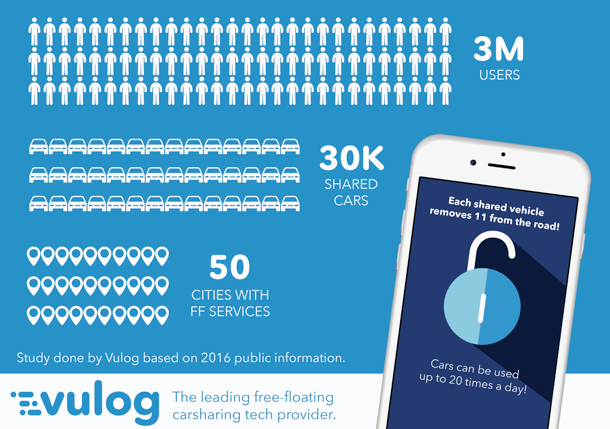 3M
USERS
30K
SHARED
CARS
Each shared vehicle
removes 11 from the road!
50
CITIES WITH
FF SERVICES
Cars can be used
up to 20 times a day!
Study done by Vulog based on 2016 public information.
vulog
The leading free-floating
carsharing tech provider.